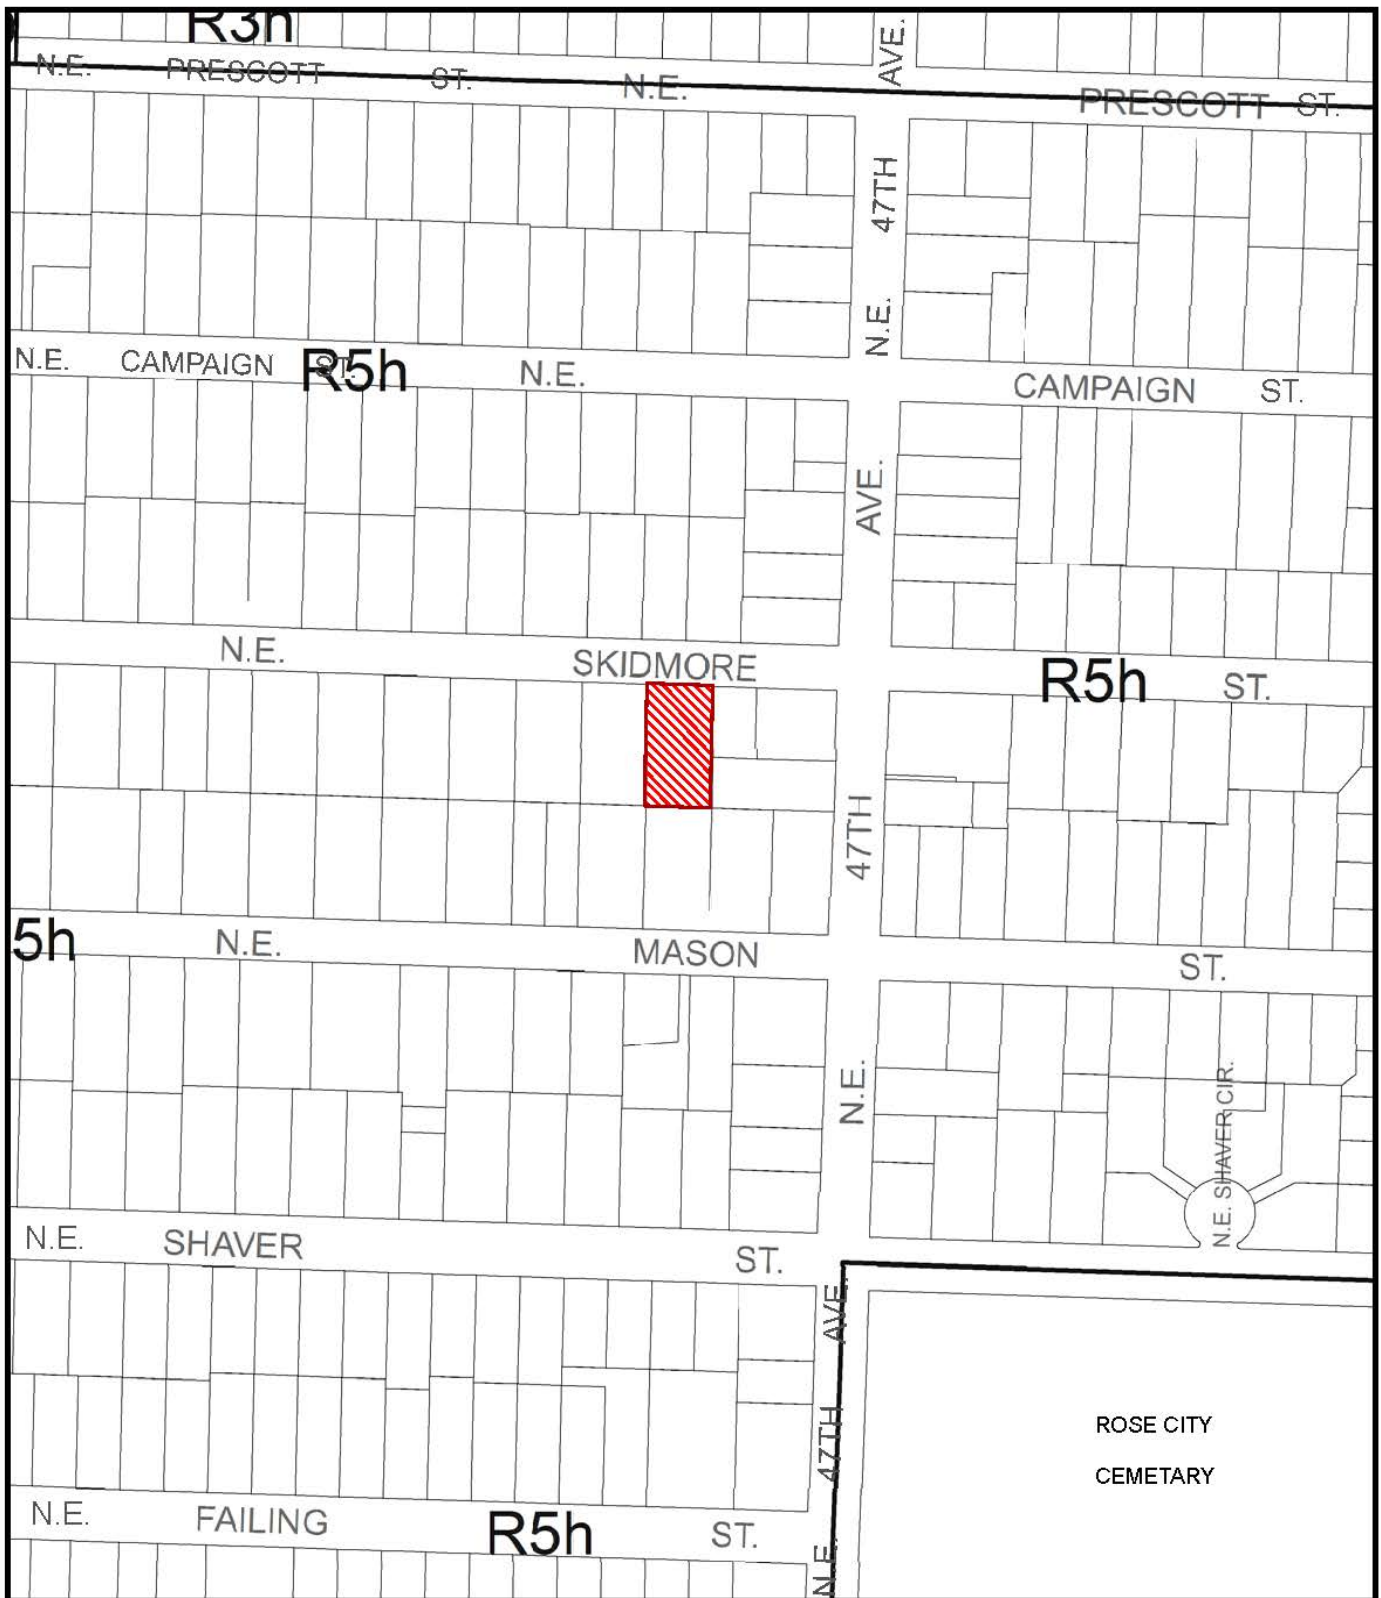 R3h
AVE.
N.E. PRESCOTT ST. N.E. PRESCOTT ST.
47TH
N.E.
N.E. CAMPAIGN ST. R5h N.E. CAMPAIGN ST.
AVE.
N.E. SKIDMORE R5h ST.
47TH
5h N.E. MASON ST.
N.E.
N.E. SHAVER CIR.
N.E. SHAVER ST.
AVE.
47TH
N.E.
ROSE CITY
CEMETARY
N.E. FAILING R5h ST.